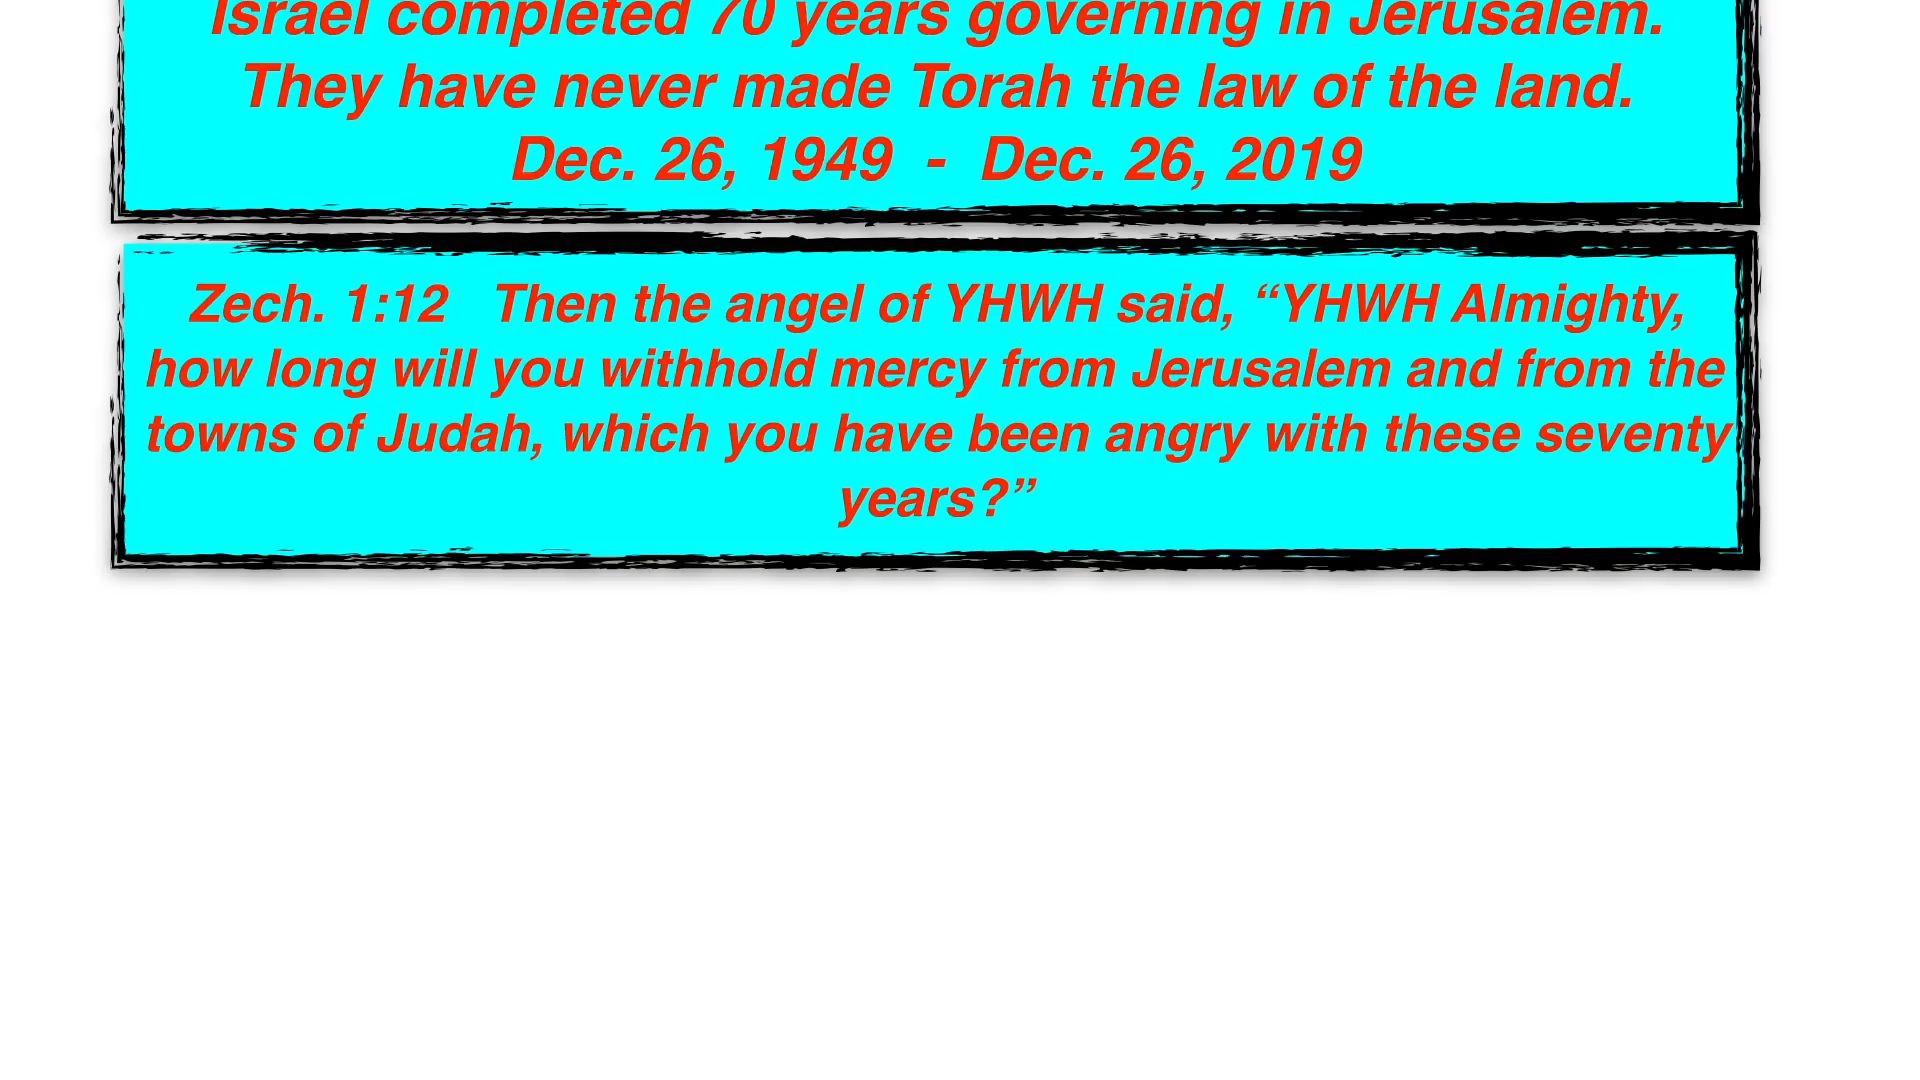 Israel completed 70 years governing in Jerusalem.
They have never made Torah the law of the land.
Dec. 26, 1949 - Dec. 26, 2019
Zech. 1:12 Then the angel of YHWH said, “YHWH Almighty,
how long will you withhold mercy from Jerusalem and from the
towns of Judah, which you have been angry with these seventy
years?”